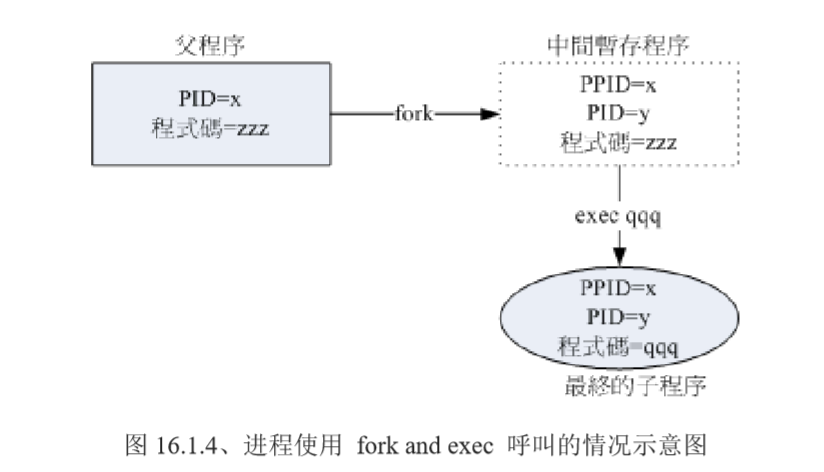 父程序
PID=x
程式碼=zzz
fork
中間暫存程序
PPID=x
PID=y
程式碼=zzz
exec qqq
PPID=x
PID=y
程式碼=qqq
最終的子程序
图 16.1.4、进程使用 fork and exec 呼叫的情况示意图